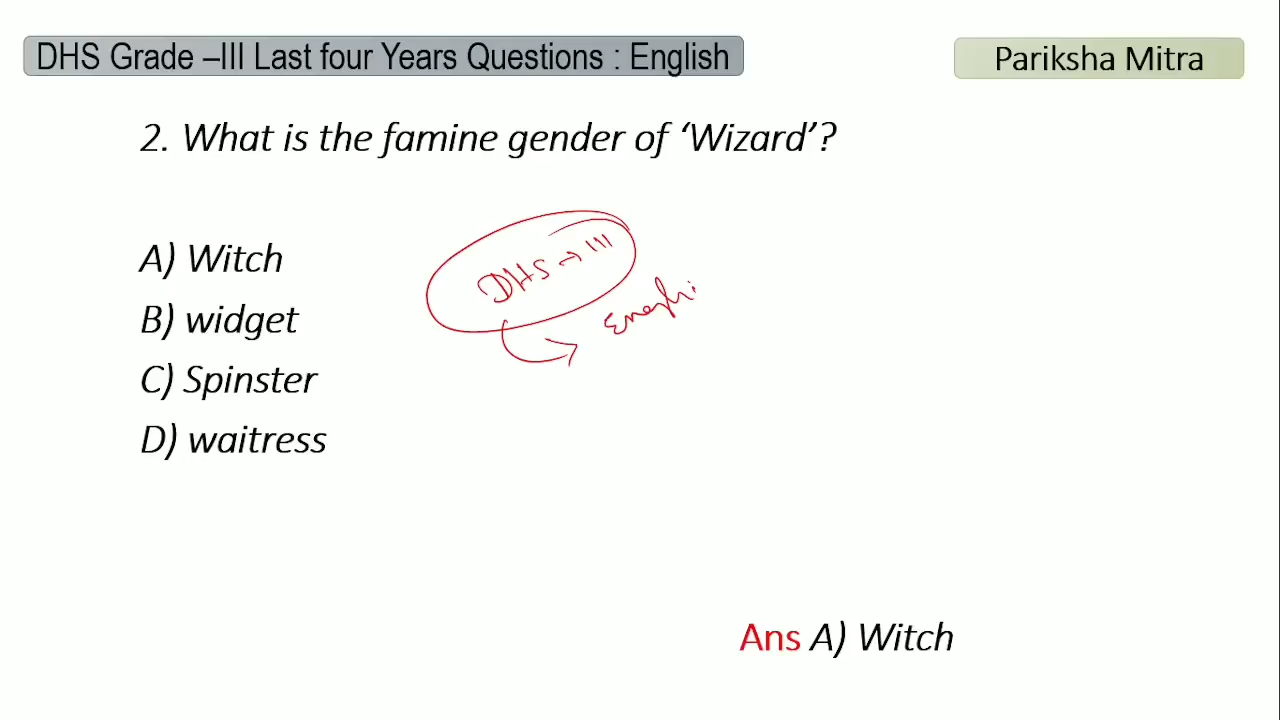 DHS Grade –III Last four Years Questions : English
Pariksha Mitra
2. What is the famine gender of ‘Wizard’?
A) Witch
B) widget
C) Spinster
D) waitress
DHS → III
Ans A) Witch